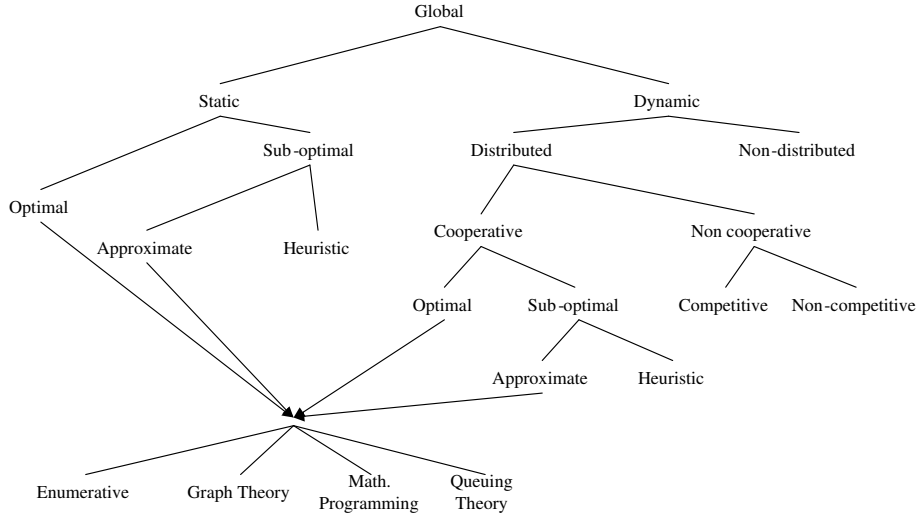 Global
Static
Dynamic
Sub-optimal
Distributed
Non-distributed
Optimal
Approximate
Heuristic
Cooperative
Non cooperative
Optimal
Sub-optimal
Competitive
Non-competitive
Approximate
Heuristic
Enumerative
Graph Theory
Math.
Programming
Queuing
Theory